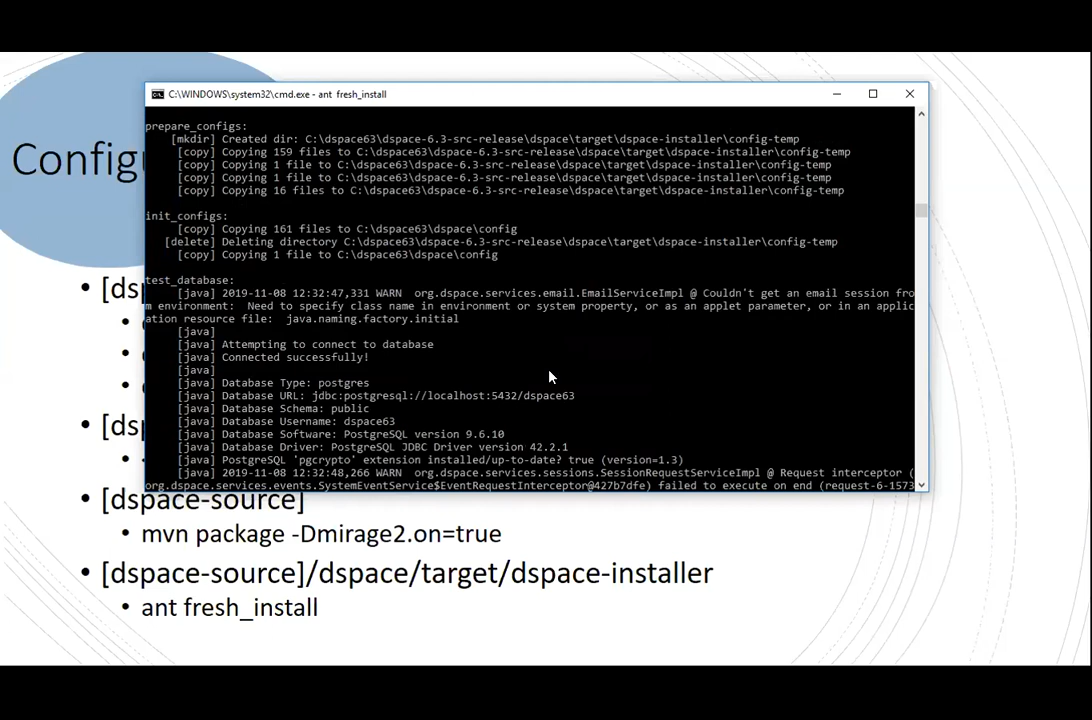 C:\WINDOWS\system32\cmd.exe - ant fresh_install
prepare_configs:
[mkdir] Created dir: C:\dspace63\dspace-6.3-src-release\dspace\target\dspace-installer\config-temp
[copy] Copying 159 files to C:\dspace63\dspace-6.3-src-release\dspace\target\dspace-installer\config-temp
[copy] Copying 1 file to C:\dspace63\dspace-6.3-src-release\dspace\target\dspace-installer\config-temp
[copy] Copying 1 file to C:\dspace63\dspace-6.3-src-release\dspace\target\dspace-installer\config-temp
[copy] Copying 16 files to C:\dspace63\dspace-6.3-src-release\dspace\target\dspace-installer\config-temp
init_configs:
[copy] Copying 161 files to C:\dspace63\dspace\config
[delete] Deleting directory C:\dspace63\dspace-6.3-src-release\dspace\target\dspace-installer\config-temp
[copy] Copying 1 file to C:\dspace63\dspace\config
test_database:
[java] 2019-11-08 12:32:47,331 WARN  org.dspace.services.email.EmailServiceImpl @ Couldn't get an email session fro
m environment:  Need to specify class name in environment or system property, or as an applet parameter, or in an applic
ation resource file:  java.naming.factory.initial
[java]
[java] Attempting to connect to database
[java] Connected successfully!
[java]
[java] Database Type: postgres
[java] Database URL: jdbc:postgresql://localhost:5432/dspace63
[java] Database Schema: public
[java] Database Username: dspace63
[java] Database Software: PostgreSQL version 9.6.10
[java] Database Driver: PostgreSQL JDBC Driver version 42.2.1
[java] PostgreSQL 'pgcrypto' extension installed/up-to-date? true (version=1.3)
[java] 2019-11-08 12:32:48,266 WARN  org.dspace.services.sessions.SessionRequestServiceImpl @ Request interceptor (
org.dspace.services.events.SystemEventService$EventRequestInterceptor@427b7dfe) failed to execute on end (request-6-1573
Config
• [dsp
• [dsp
• [dspace-source]
• mvn package -Dmirage2.on=true
• [dspace-source]/dspace/target/dspace-installer
• ant fresh_install